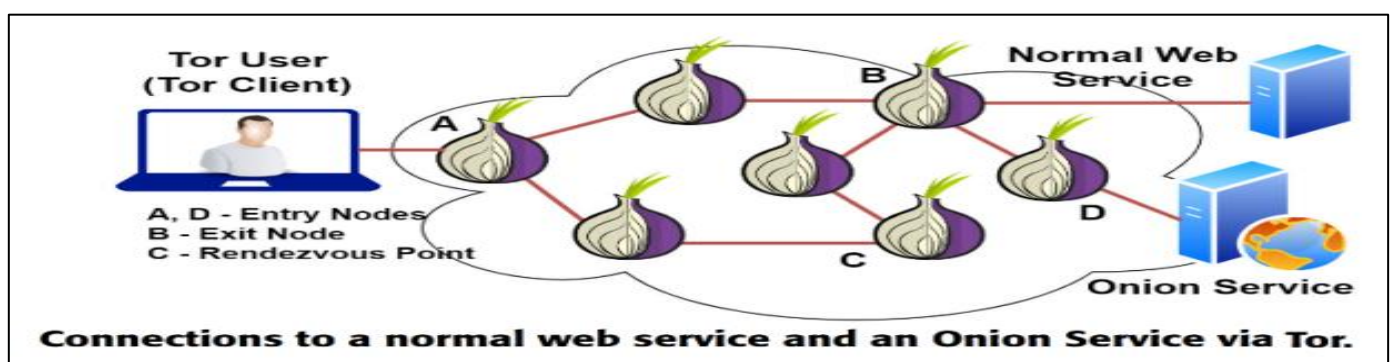 Tor User
(Tor Client)
A
B
Normal Web
Service
A, D - Entry Nodes
B - Exit Node
C - Rendezvous Point
C
D
Onion Service
Connections to a normal web service and an Onion Service via Tor.